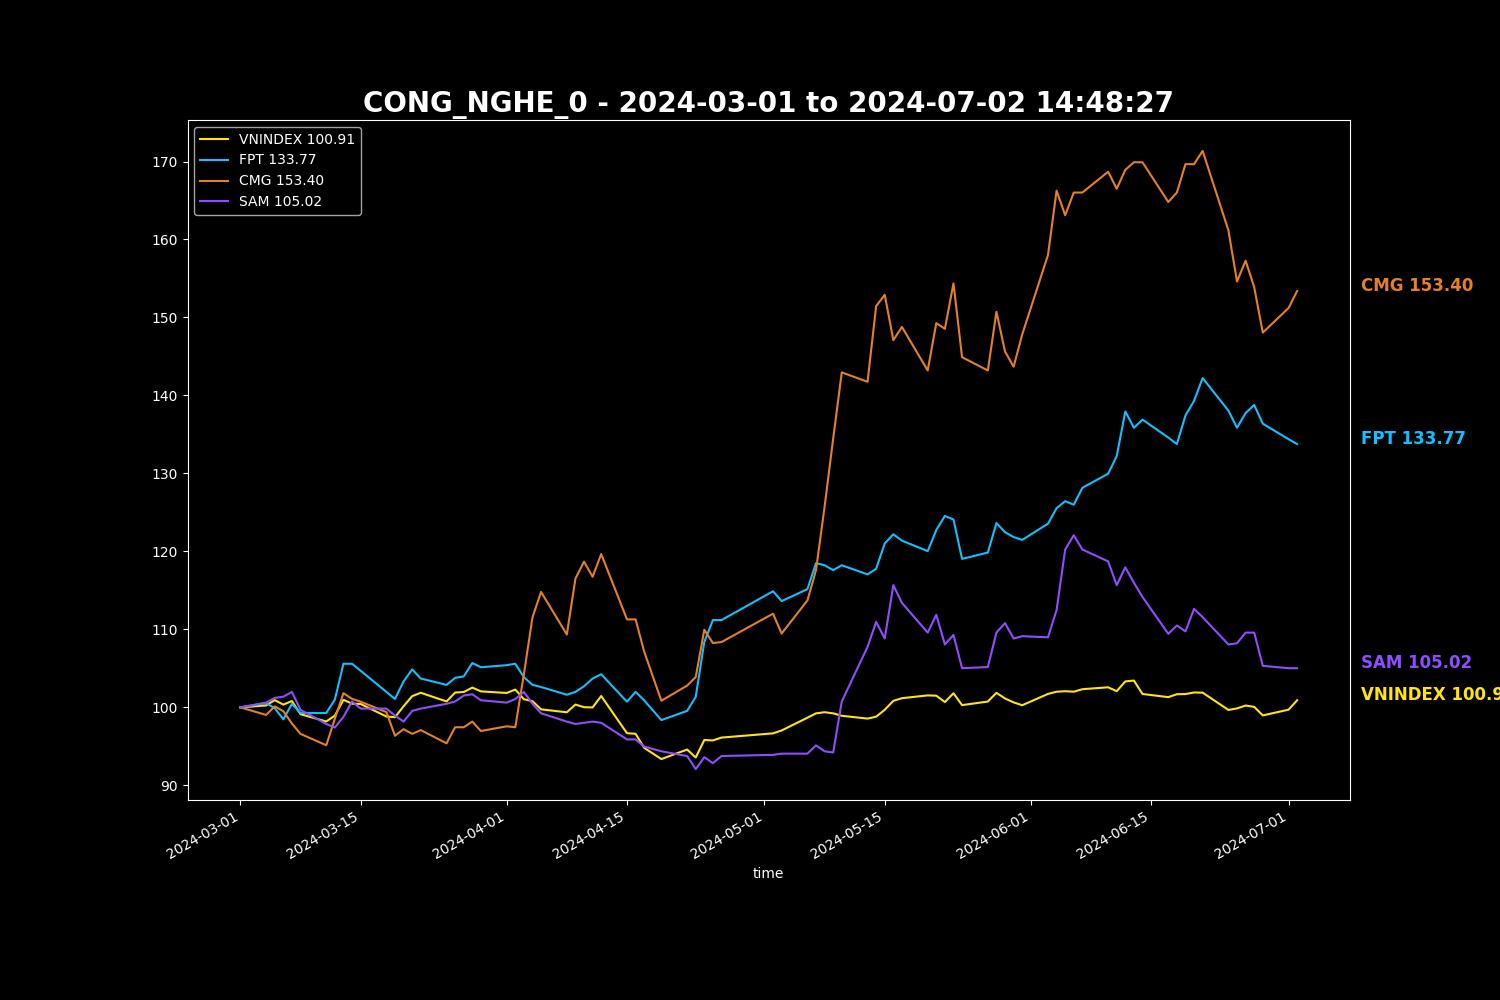 CONG_NGHE_0 - 2024-03-01 to 2024-07-02 14:48:27
VNINDEX 100.91
FPT 133.77
CMG 153.40
SAM 105.02
170
160
150
140
130
120
110
100
90
CMG 153.40
FPT 133.77
SAM 105.02
VNINDEX 100.9
2024-03-01
2024-03-15
2024-04-01
2024-04-15
2024-05-01
2024-05-15
2024-06-01
2024-06-15
2024-07-01
time